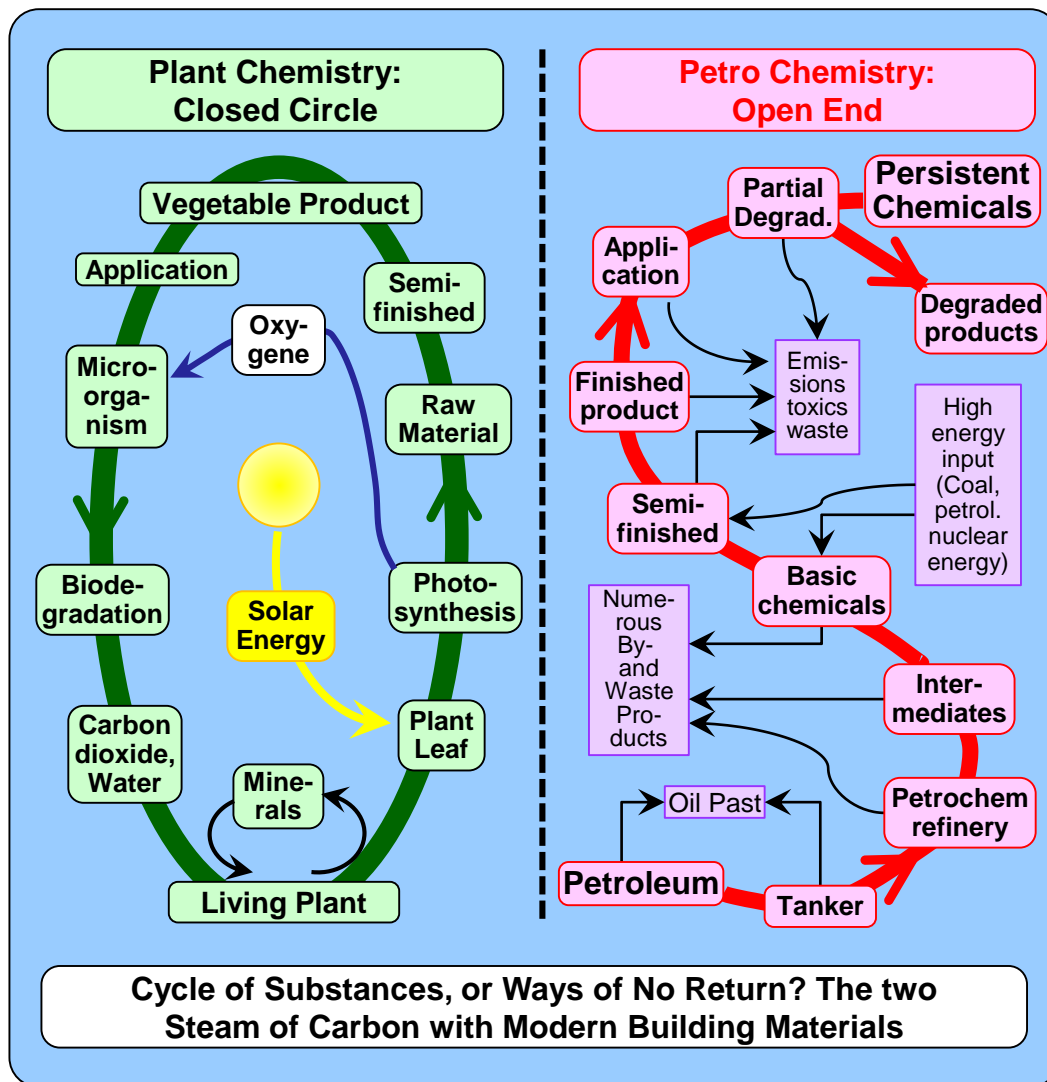 Plant Chemistry:
Closed Circle
Vegetable Product
Application
Semi-
finished
Oxy-
gene
Micro-
orga-
nism
Raw
Material
Biode-
gradation
Solar
Energy
Photo-
synthesis
Carbon
dioxide,
Water
Plant
Leaf
Mine-
rals
Living Plant
Petro Chemistry:
Open End
Partial
Degrad.
Persistent
Chemicals
Appli-
cation
Degraded
products
Finished
product
Emis-
sions
toxics
waste
High
energy
input
(Coal,
petrol.
nuclear
energy)
Semi-
finished
Basic
chemicals
Nume-
rous
By-
and
Waste
Pro-
ducts
Inter-
mediates
Oil Past
Petrochem
refinery
Petroleum
Tanker
Cycle of Substances, or Ways of No Return? The two
Steam of Carbon with Modern Building Materials